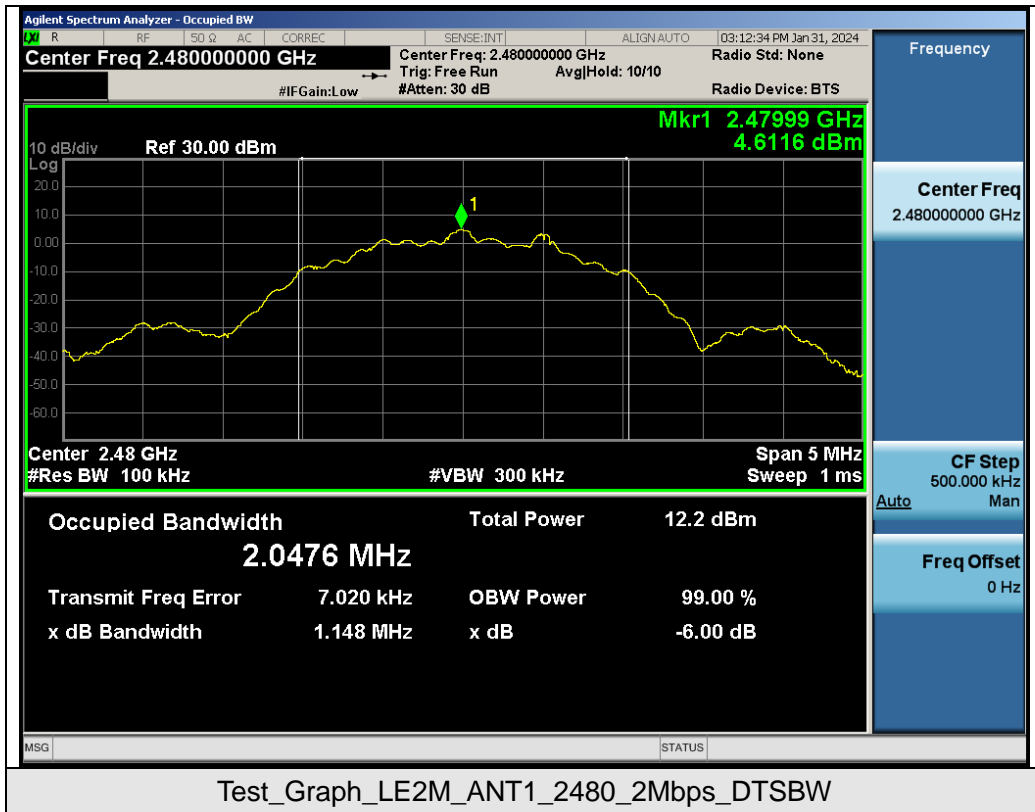 Agilent Spectrum Analyzer - Occupied BW
LXI R RF 50 Ω AC CORREC SENSE:INT ALIGN AUTO 03:12:34 PM Jan 31, 2024
Center Freq 2.480000000 GHz
Center Freq: 2.480000000 GHz Radio Std: None
Trig: Free Run Avg|Hold: 10/10
#IFGain:Low #Atten: 30 dB Radio Device: BTS
Frequency
Mkr1 2.47999 GHz
4.6116 dBm
10 dB/div Ref 30.00 dBm
Log
20.0
10.0
0.00
-10.0
-20.0
-30.0
-40.0
-50.0
-60.0
1
Center 2.48 GHz Span 5 MHz
#Res BW 100 kHz #VBW 300 kHz Sweep 1 ms
Center Freq
2.480000000 GHz
CF Step
500.000 kHz
Auto Man
Freq Offset
0 Hz
Occupied Bandwidth Total Power 12.2 dBm
2.0476 MHz
Transmit Freq Error 7.020 kHz OBW Power 99.00 %
x dB Bandwidth 1.148 MHz x dB -6.00 dB
MSG STATUS
Test_Graph_LE2M_ANT1_2480_2Mbps_DTSBW